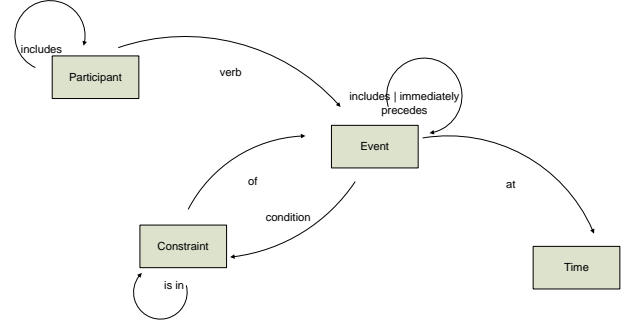 includes
Participant
verb
includes | immediately
precedes
Event
of
at
condition
Constraint
Time
is in